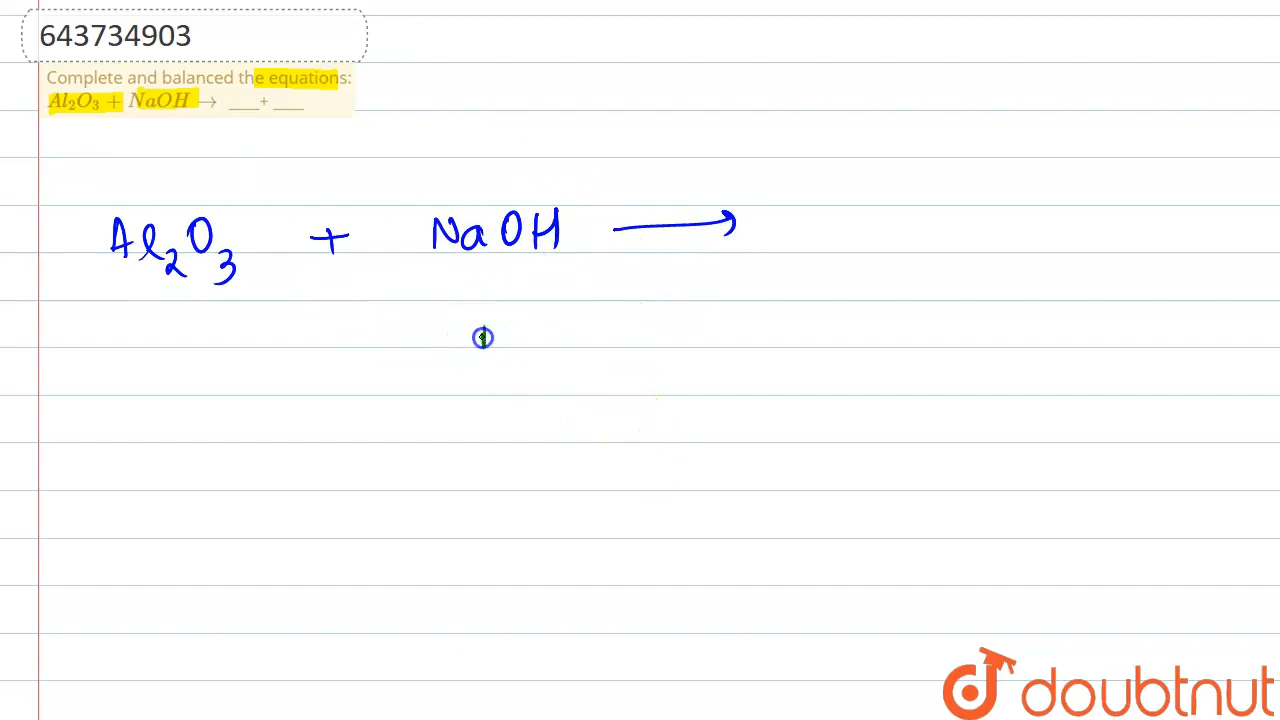 643734903
Complete and balanced the equations:
Al₂O₃ + NaOH → ___+ ___
Al₂O₃ + NaOH →
doubtnut